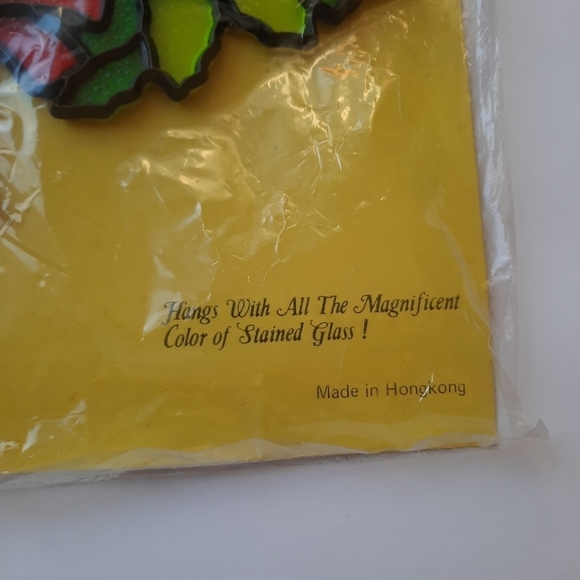 Hangs With All The Magnificent
Color of Stained Glass !
Made in Hongkong